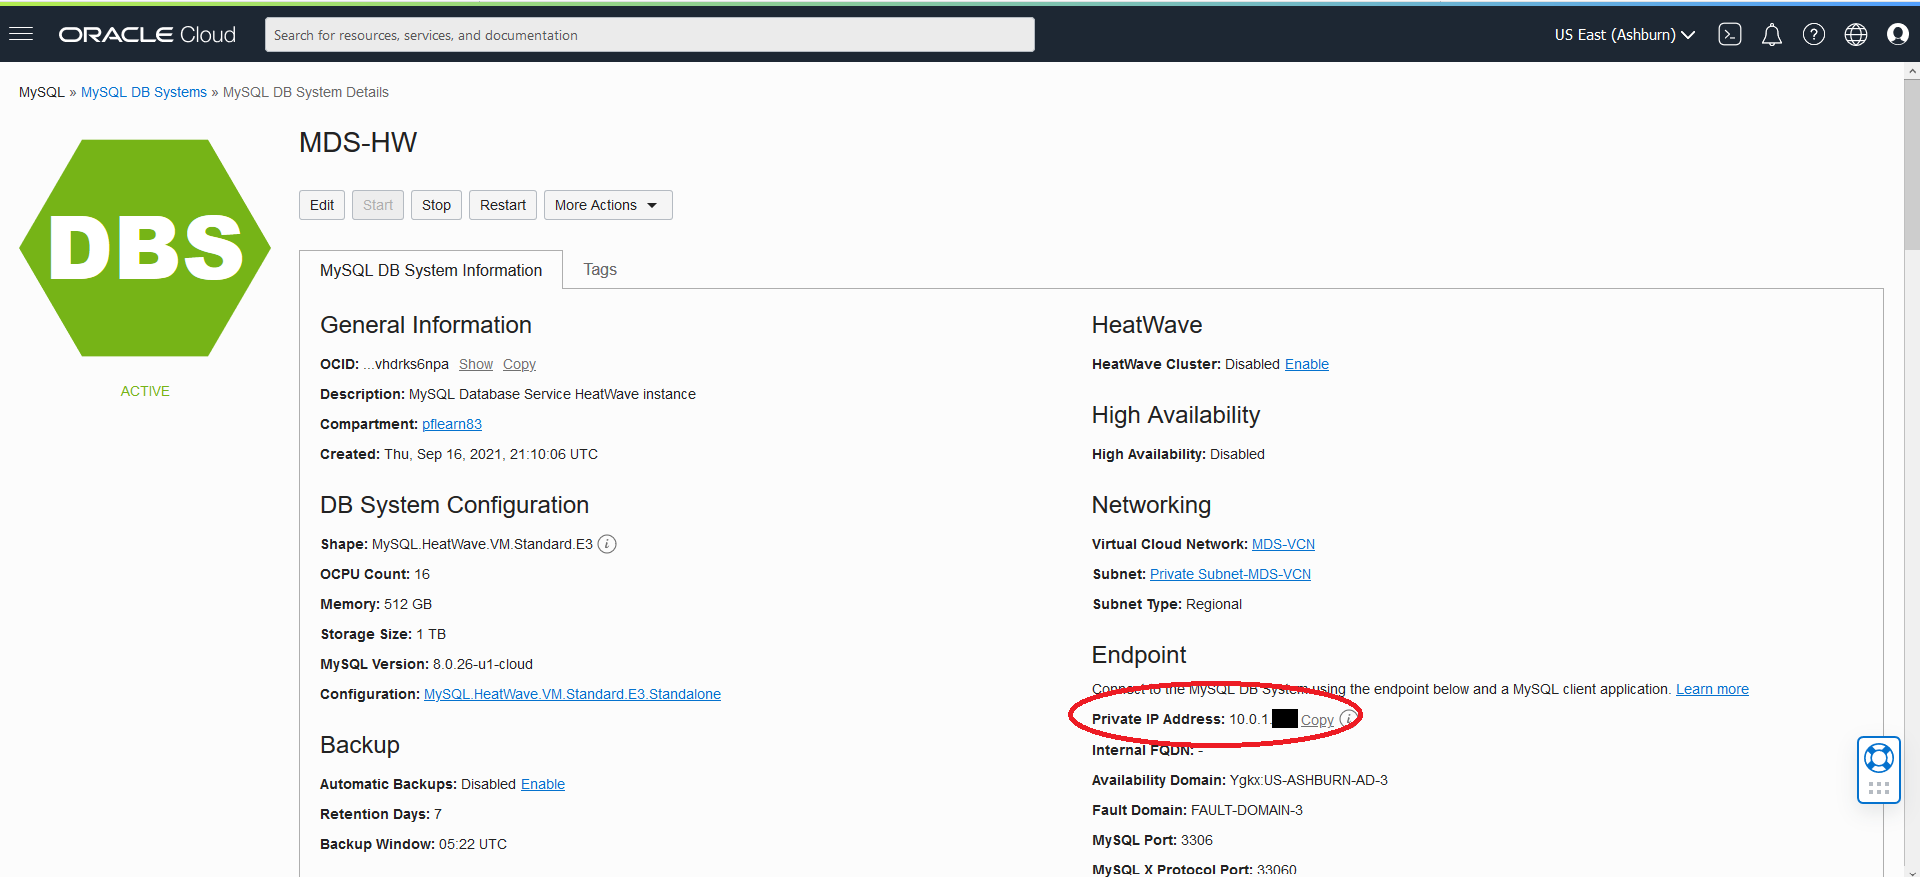 ORACLE Cloud
Search for resources, services, and documentation
US East (Ashburn)
MySQL » MySQL DB Systems » MySQL DB System Details
DBS
ACTIVE
MDS-HW
Edit
Start
Stop
Restart
More Actions
MySQL DB System Information
Tags
General Information
OCID: ...vhdrks6npa Show Copy
Description: MySQL Database Service HeatWave instance
Compartment: pflearn83
Created: Thu, Sep 16, 2021, 21:10:06 UTC
DB System Configuration
Shape: MySQL.HeatWave.VM.Standard.E3
OCPU Count: 16
Memory: 512 GB
Storage Size: 1 TB
MySQL Version: 8.0.26-u1-cloud
Configuration: MySQL.HeatWave.VM.Standard.E3.Standalone
Backup
Automatic Backups: Disabled Enable
Retention Days: 7
Backup Window: 05:22 UTC
HeatWave
HeatWave Cluster: Disabled Enable
High Availability
High Availability: Disabled
Networking
Virtual Cloud Network: MDS-VCN
Subnet: Private Subnet-MDS-VCN
Subnet Type: Regional
Endpoint
Connect to the MySQL DB System using the endpoint below and a MySQL client application. Learn more
Private IP Address: 10.0.1. Copy
Internal FQDN: -
Availability Domain: Ygkx:US-ASHBURN-AD-3
Fault Domain: FAULT-DOMAIN-3
MySQL Port: 3306
MySQL X Protocol Port: 33060